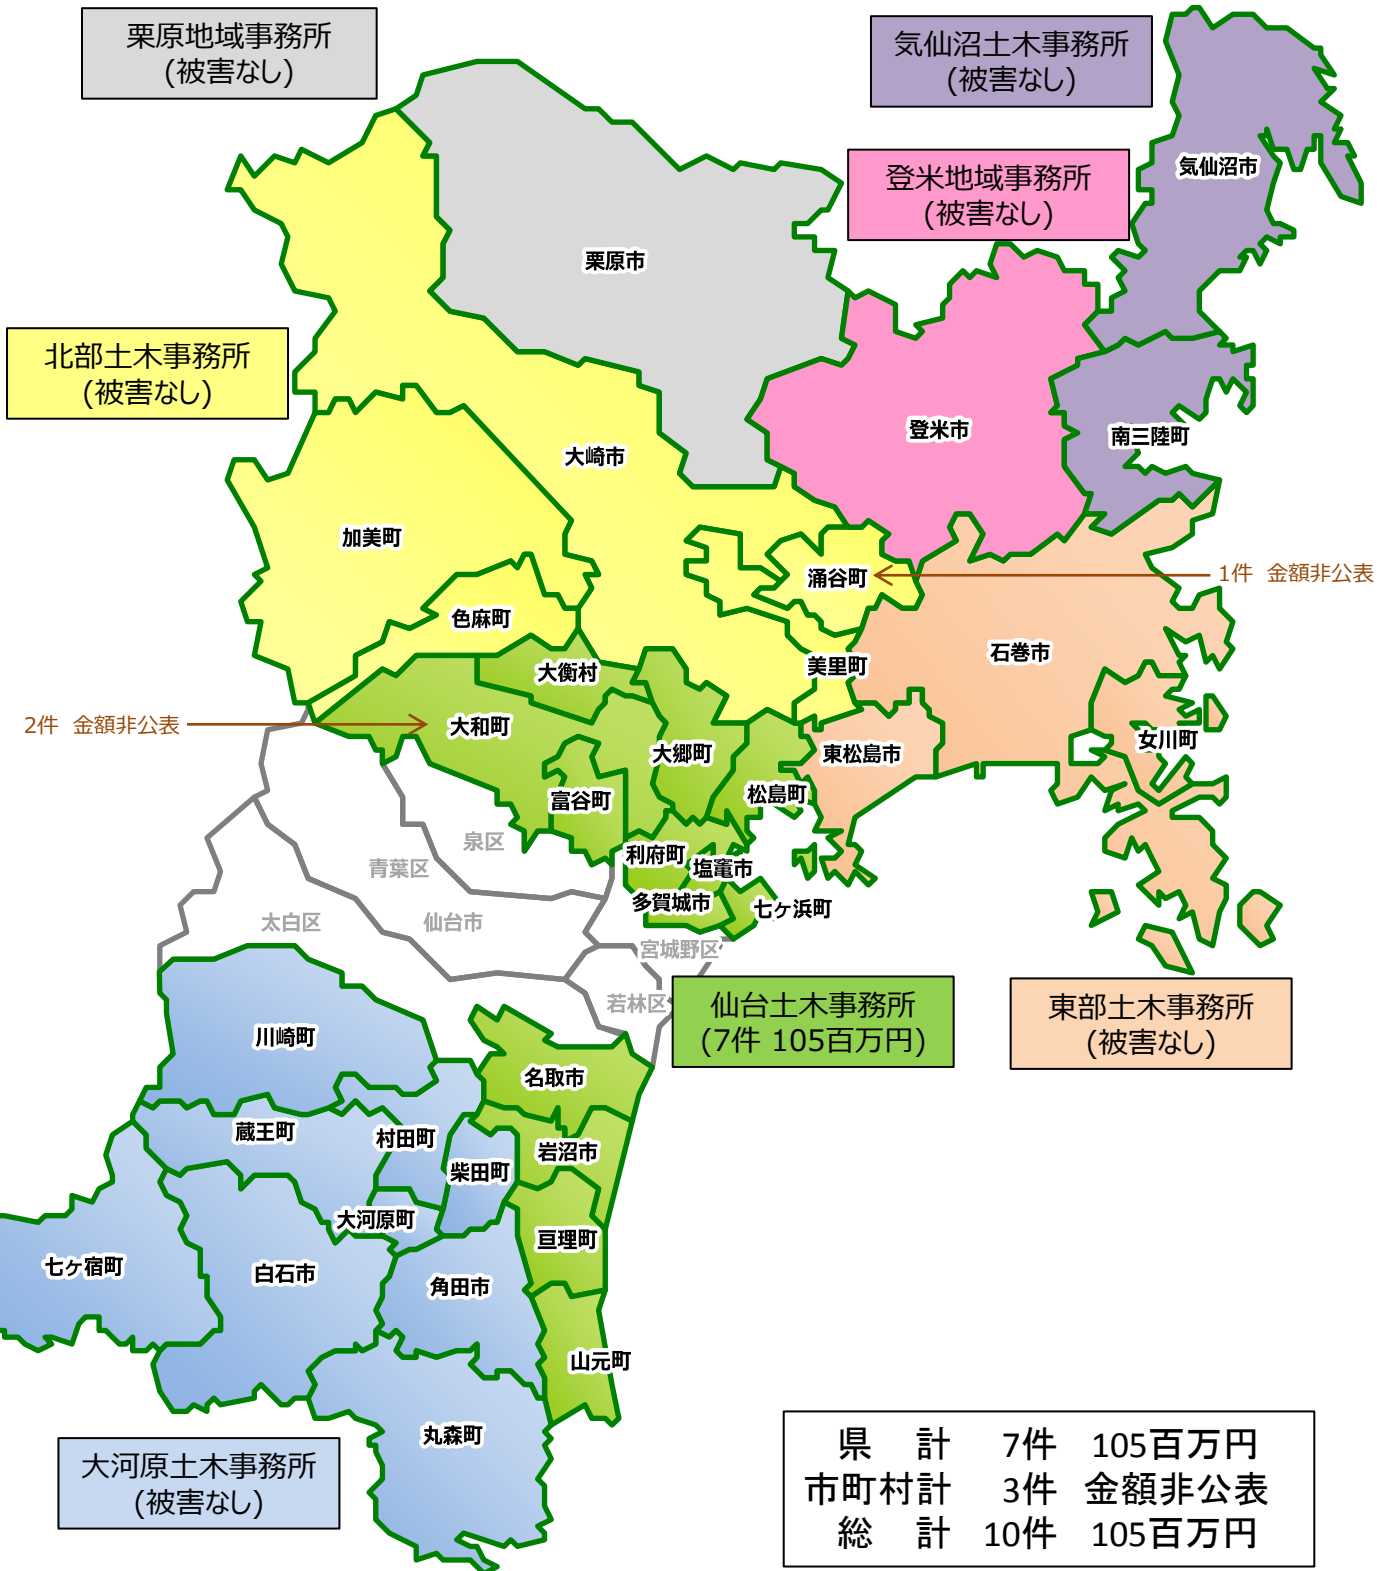 栗原地域事務所
(被害なし)
気仙沼土木事務所
(被害なし)
登米地域事務所
(被害なし)
気仙沼市
栗原市
北部土木事務所
(被害なし)
登米市
南三陸町
大崎市
加美町
涌谷町
1件 金額非公表
色麻町
石巻市
美里町
大衡村
2件 金額非公表
大和町
大郷町
東松島市
女川町
富谷町
松島町
泉区
利府町
青葉区
塩竈市
多賀城市
七ヶ浜町
太白区
仙台市
宮城野区
若林区
仙台土木事務所
(7件 105百万円)
東部土木事務所
(被害なし)
川崎町
名取市
蔵王町
村田町
岩沼市
柴田町
大河原町
亘理町
七ヶ宿町
白石市
角田市
山元町
丸森町
大河原土木事務所
(被害なし)
県 計 7件 105百万円
市町村計 3件 金額非公表
総 計 10件 105百万円